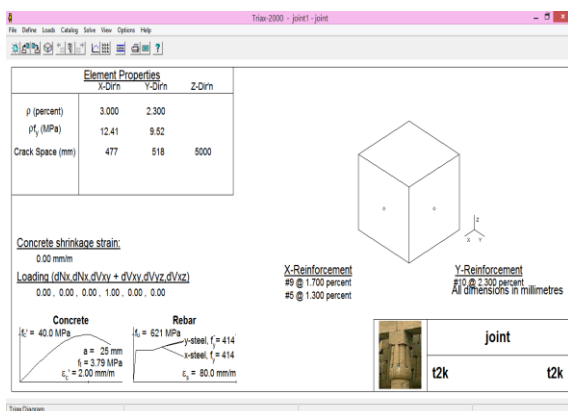 Triax-2000 - joint1 - joint
File Define Loads Catalog Solve View Options Help
Element Properties
X-Dir'n Y-Dir'n Z-Dir'n
ρ (percent) 3.000 2.300
ρfy (MPa) 12.41 9.52
Crack Space (mm) 477 518 5000
Concrete shrinkage strain:
0.00 mm/m
Loading (dNx,dNx,dVxy + dVxy,dVyz,dVxz)
0.00 , 0.00 , 0.00 , 1.00 , 0.00 , 0.00
Z
X Y
X-Reinforcement
#9 @ 1.700 percent
#5 @ 1.300 percent
Y-Reinforcement
#10 @ 2.300 percent
All dimensions in millimetres
Concrete
fc' = 40.0 MPa
a = 25 mm
ft = 3.79 MPa
εc' = 2.00 mm/m
Rebar
fu = 621 MPa
y-steel, fy = 414
x-steel, fy = 414
εs = 80.0 mm/m
joint
t2k t2k
Triax Diagram